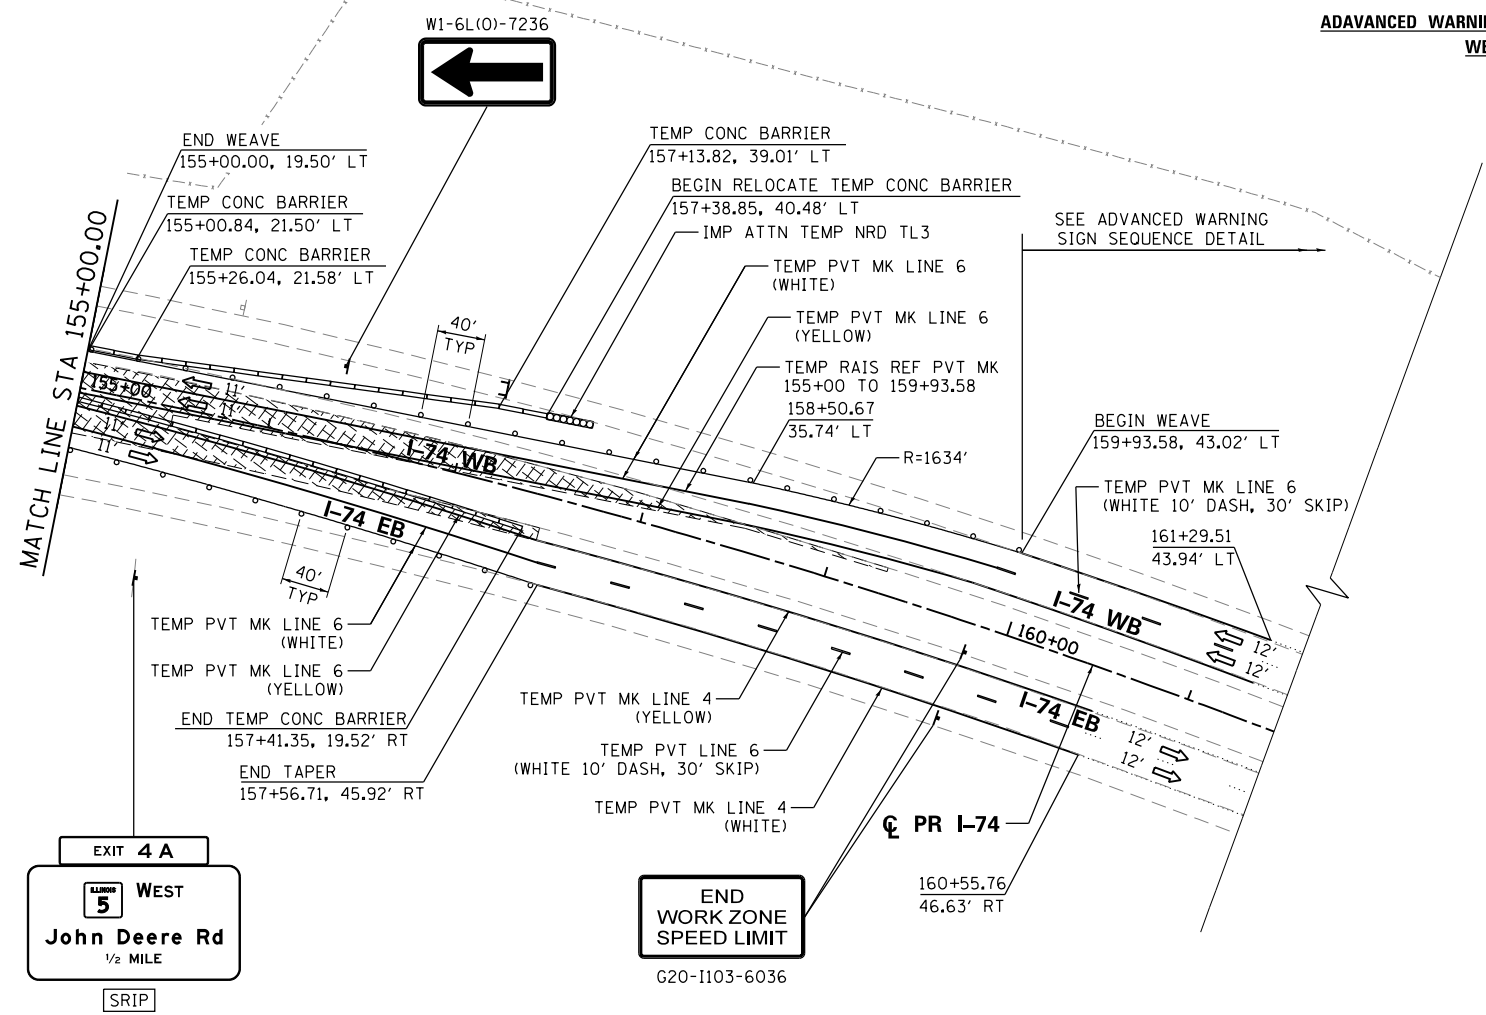 W1-6L(O)-7236
ADAVANCED WARNIN
WE
END WEAVE
155+00.00, 19.50' LT
TEMP CONC BARRIER
155+00.84, 21.50' LT
TEMP CONC BARRIER
155+26.04, 21.58' LT
TEMP CONC BARRIER
157+13.82, 39.01' LT
BEGIN RELOCATE TEMP CONC BARRIER
157+38.85, 40.48' LT
IMP ATTN TEMP NRD TL3
TEMP PVT MK LINE 6
(WHITE)
TEMP PVT MK LINE 6
(YELLOW)
TEMP RAIS REF PVT MK
155+00 TO 159+93.58
158+50.67
35.74' LT
R=1634'
SEE ADVANCED WARNING
SIGN SEQUENCE DETAIL
BEGIN WEAVE
159+93.58, 43.02' LT
TEMP PVT MK LINE 6
(WHITE 10' DASH, 30' SKIP)
161+29.51
43.94' LT
MATCH LINE STA 155+00.00
40'
TYP
155+00
11'
11'
11'
11'
I-74 WB
I-74 EB
40'
TYP
I-74 WB
160+00
12'
12'
I-74 EB
12'
12'
TEMP PVT MK LINE 6
(WHITE)
TEMP PVT MK LINE 6
(YELLOW)
END TEMP CONC BARRIER
157+41.35, 19.52' RT
END TAPER
157+56.71, 45.92' RT
TEMP PVT MK LINE 4
(YELLOW)
TEMP PVT LINE 6
(WHITE 10' DASH, 30' SKIP)
TEMP PVT MK LINE 4
(WHITE)
℄ PR I-74
160+55.76
46.63' RT
EXIT 4A
ILLINOIS
5 WEST
John Deere Rd
1/2 MILE
SRIP
END
WORK ZONE
SPEED LIMIT
G20-I103-6036